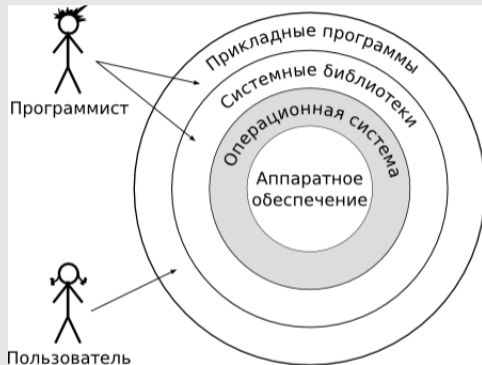 Прикладные программы
Системные библиотеки
Операционная система
Аппаратное
обеспечение
Программист
Пользователь